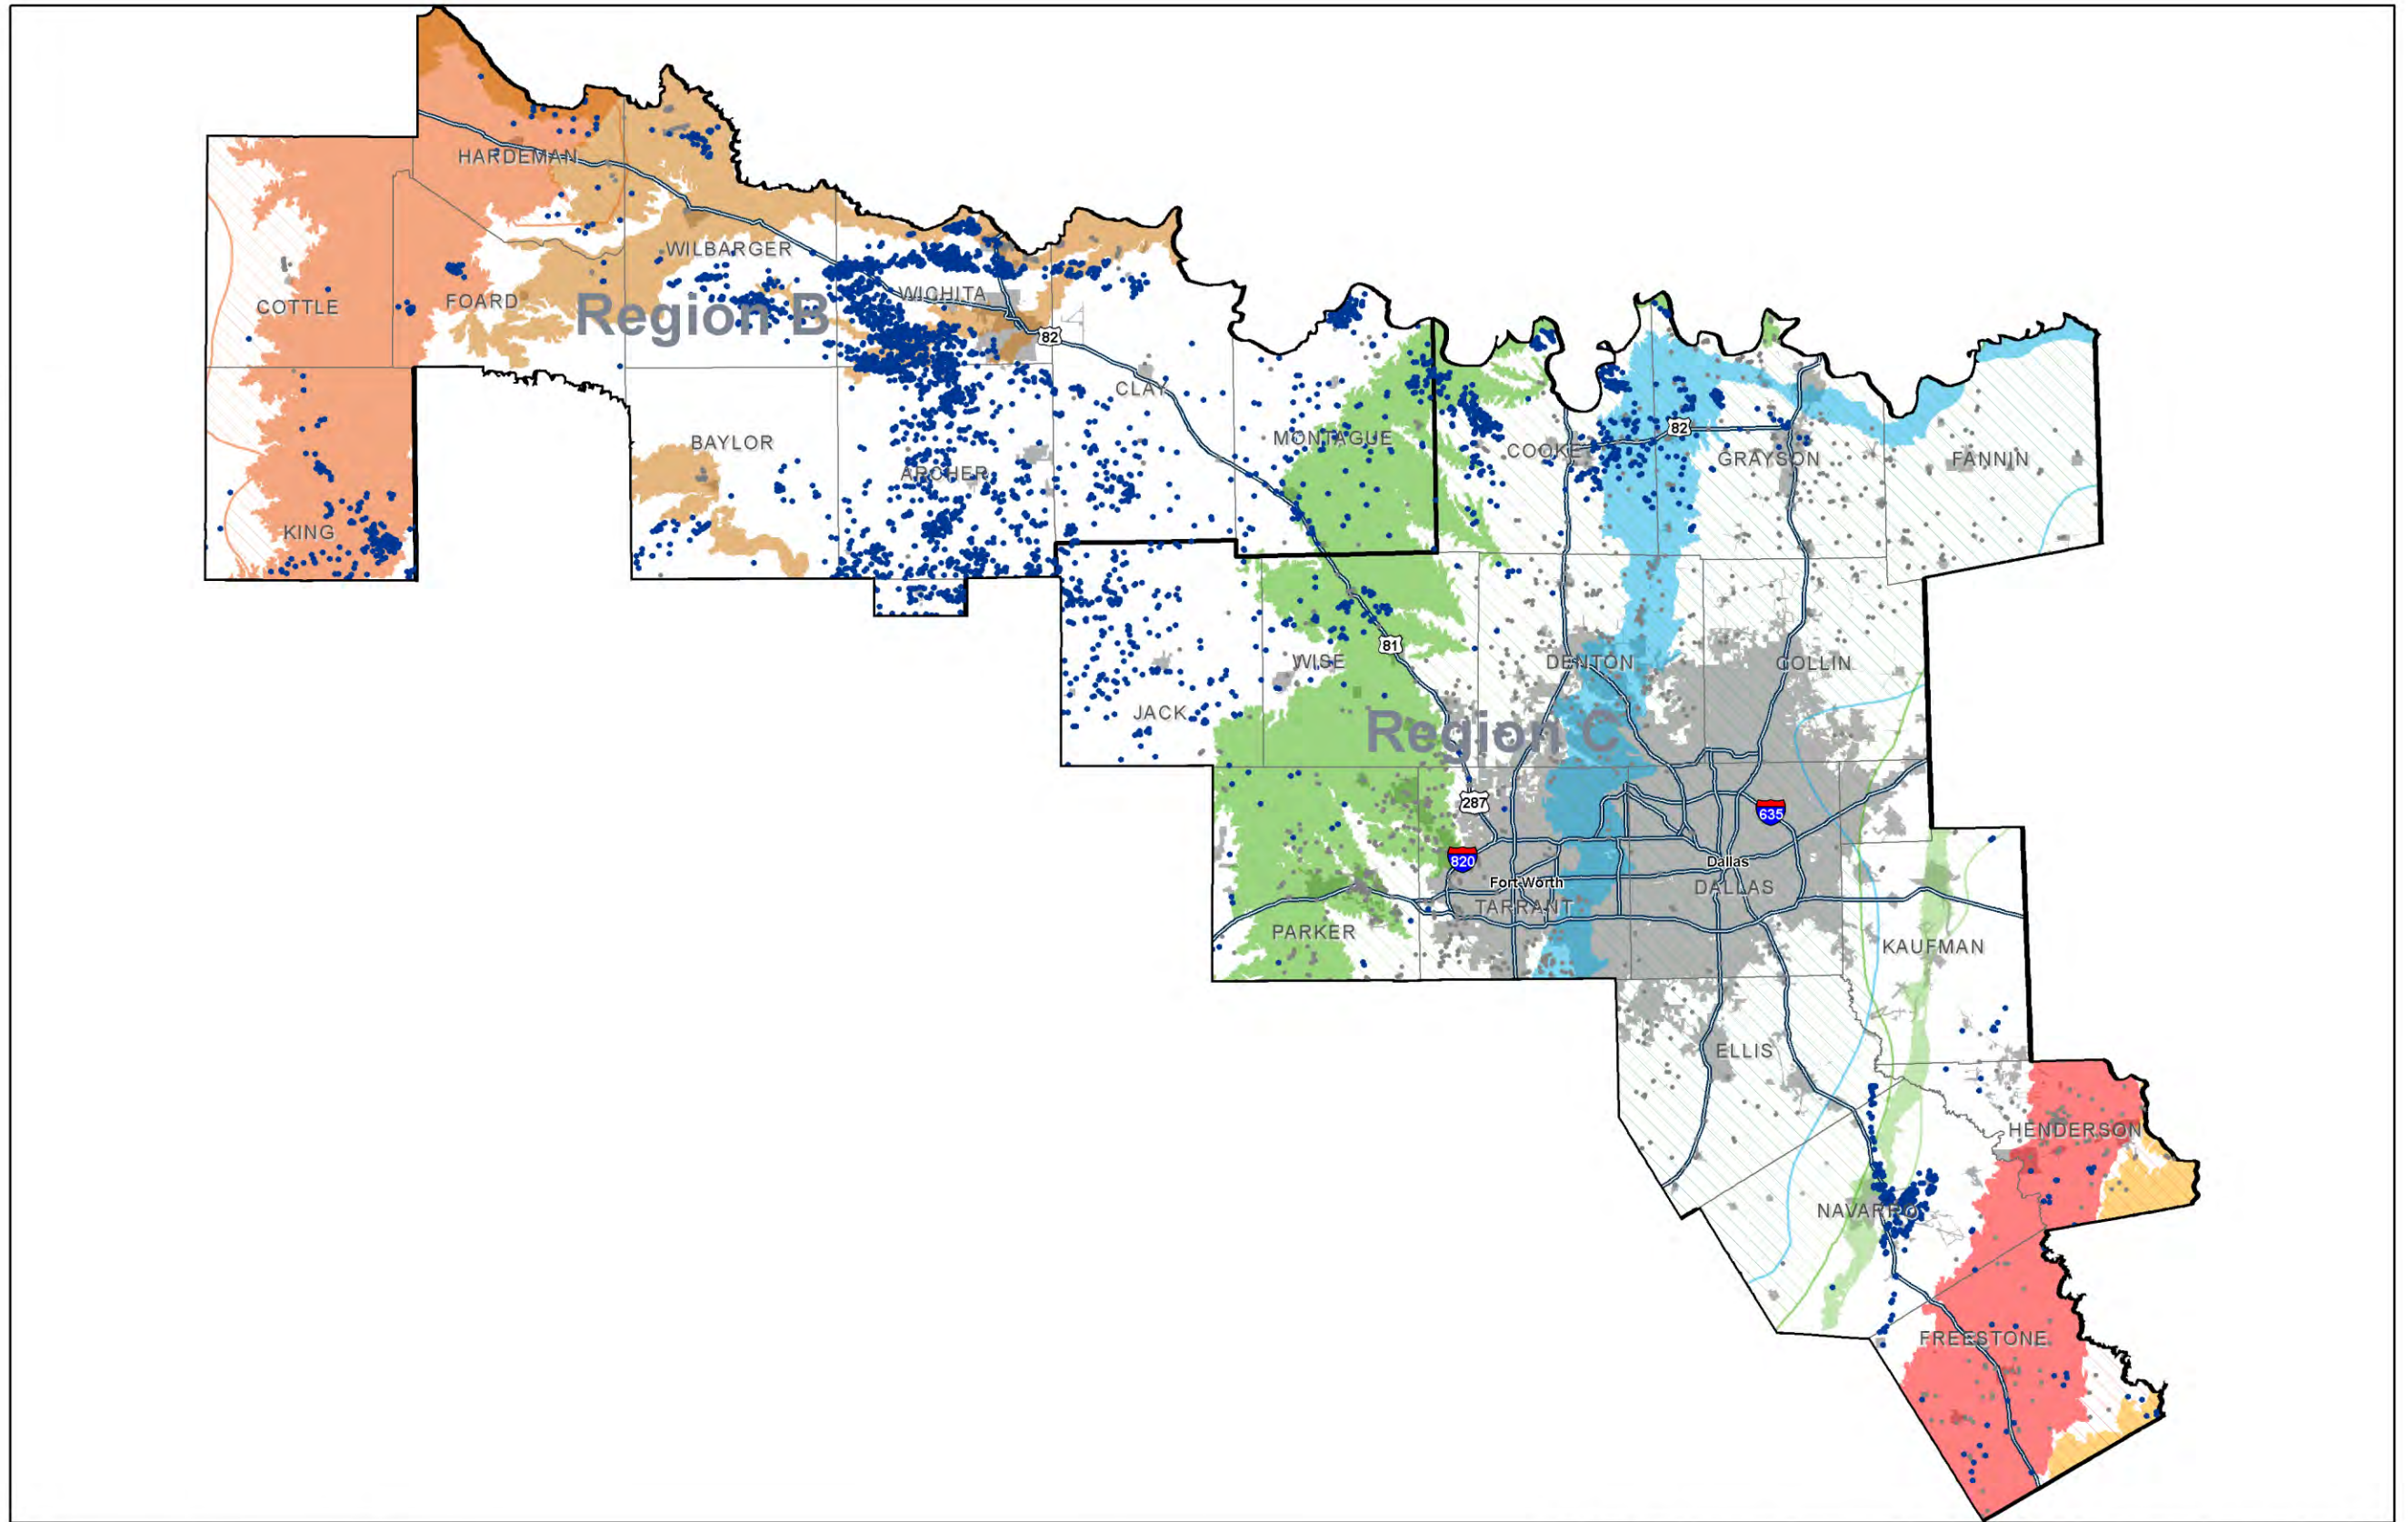 HARDEMAN
WILBARGER
COTTLE
FOARD
Region B
WICHITA
82
CLAY
BAYLOR
ARCHER
MONTAGUE
KING
COOKE
82
GRAYSON
FANNIN
81
WISE
DENTON
COLLIN
JACK
Region C
287
635
820
Dallas
Fort Worth
DALLAS
TARRANT
PARKER
KAUFMAN
ELLIS
HENDERSON
NAVARRO
FREESTONE